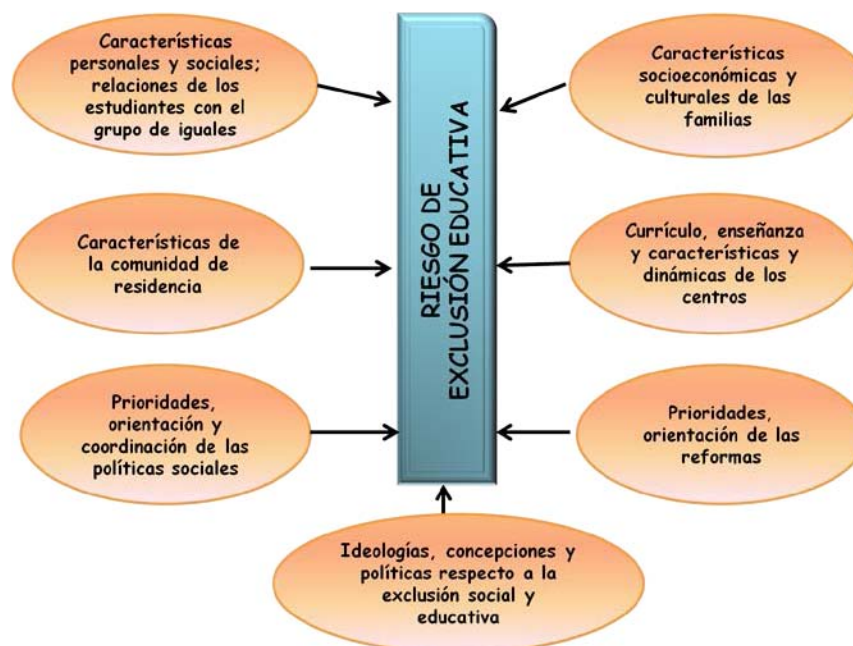 Características
personales y sociales;
relaciones de los
estudiantes con el
grupo de iguales
Características
socioeconómicas y
culturales de las
familias
RIESGO DE
EXCLUSIÓN EDUCATIVA
Características de
la comunidad de
residencia
Currículo, enseñanza
y características y
dinámicas de los
centros
Prioridades,
orientación y
coordinación de las
políticas sociales
Prioridades,
orientación de las
reformas
Ideologías, concepciones y
políticas respecto a la
exclusión social y
educativa